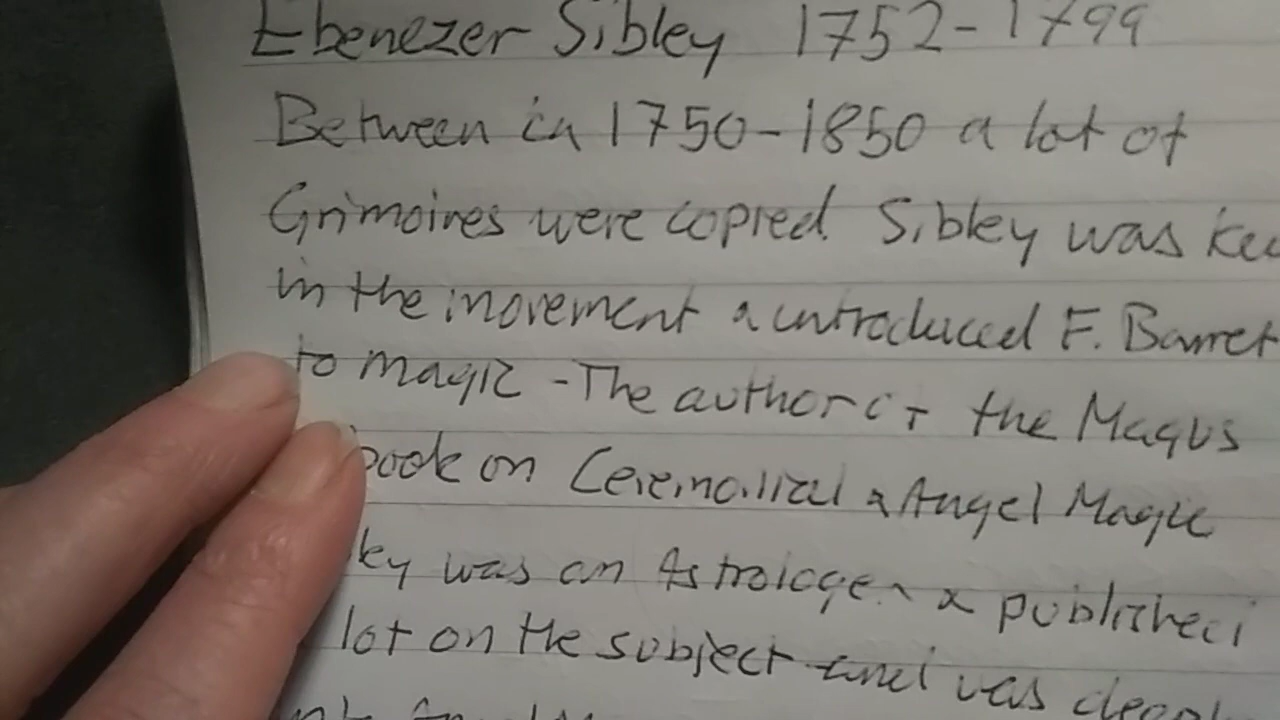 Ebenezer Sibley 1752-1799
Between in 1750-1850 a lot of
Grimoires were copied. Sibley was
in the movement & introduced F. Barret
to magic - The author of the Magus
book on Ceremonial & Angel Magic
was an Astrologer & published
lot on the subject and was